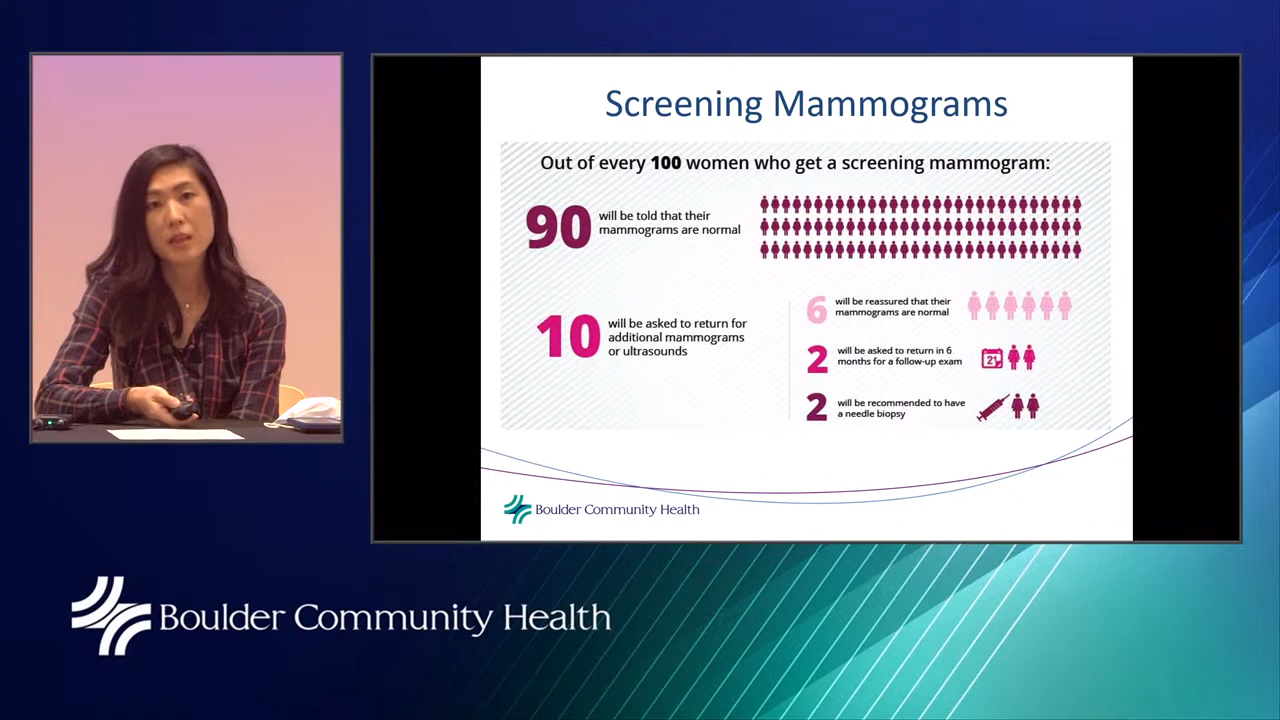 Screening Mammograms
Out of every 100 women who get a screening mammogram:
90
will be told that their
mammograms are normal
10
will be asked to return for
additional mammograms
or ultrasounds
6
will be reassured that their
mammograms are normal
2
will be asked to return in 6
months for a follow-up exam
21
2
will be recommended to have
a needle biopsy
Boulder Community Health
Boulder Community Health